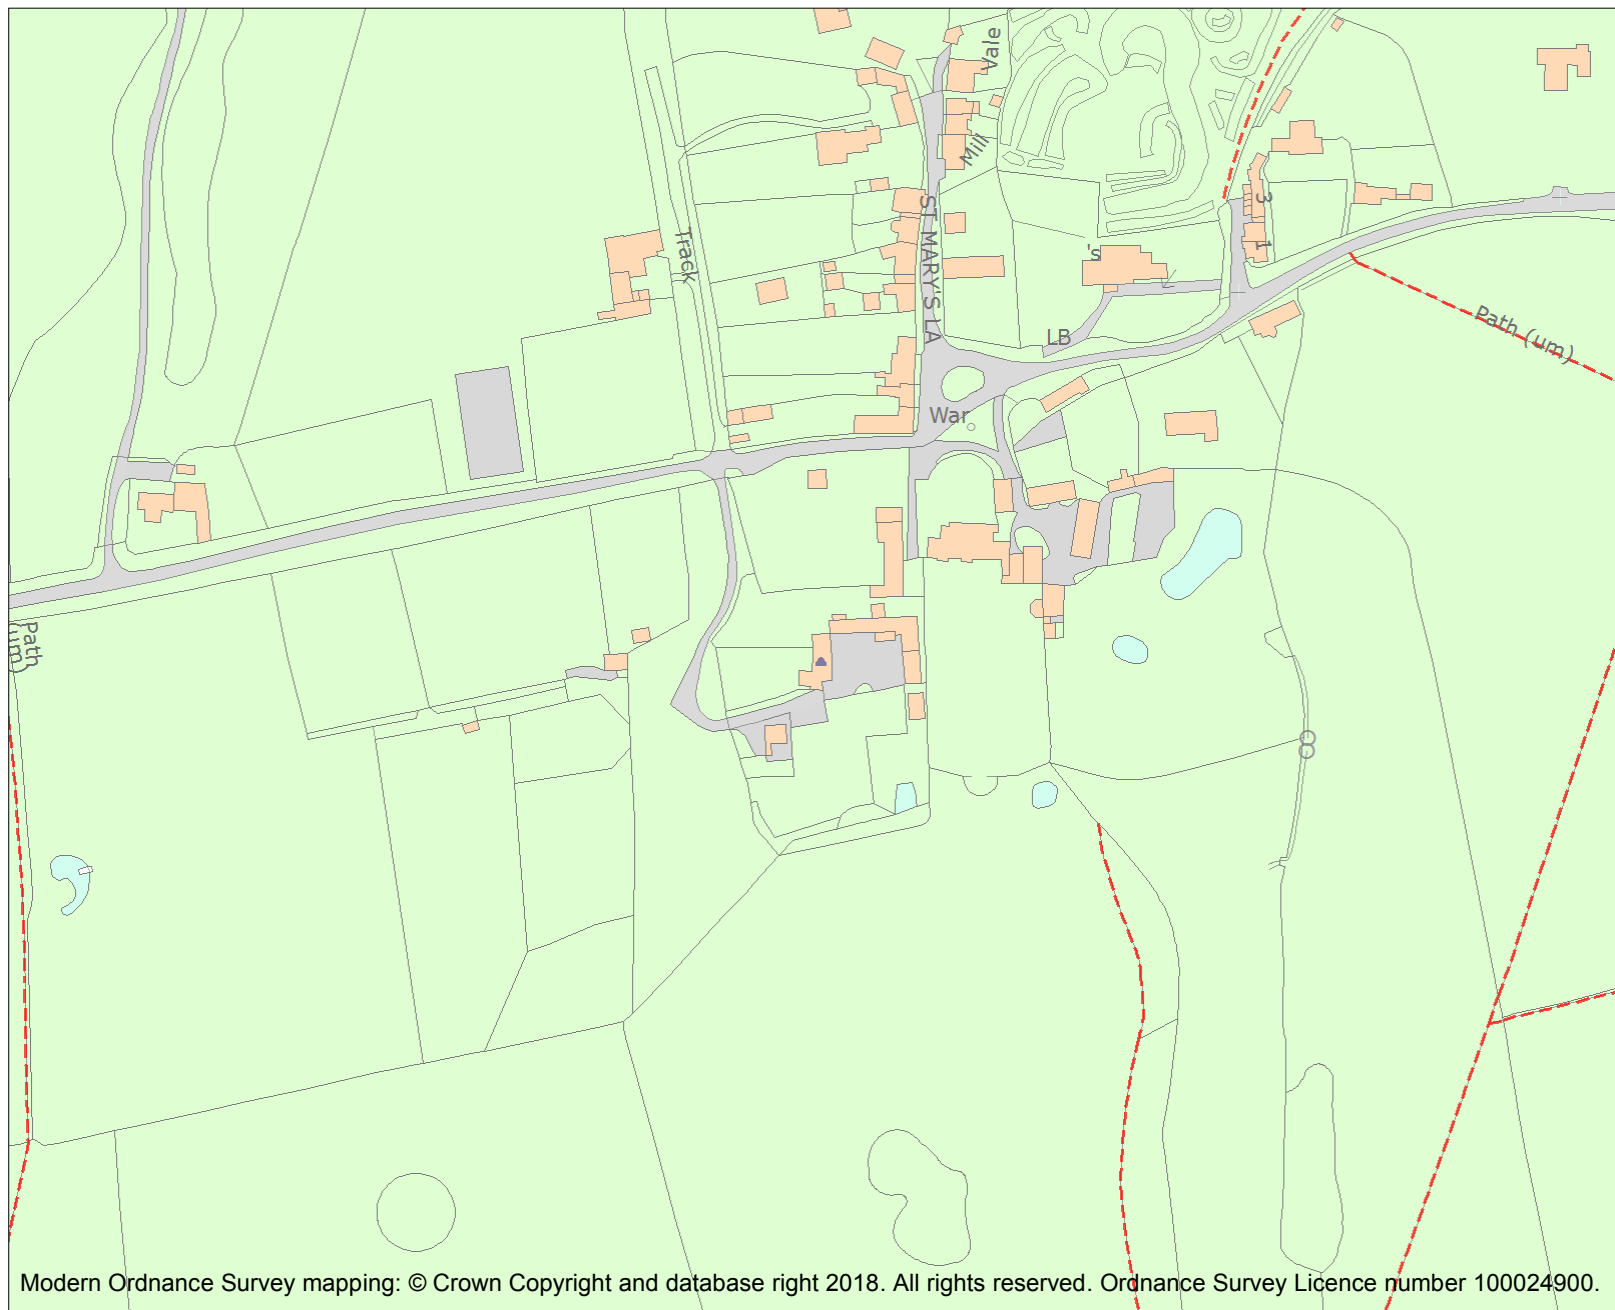 Vale
Mill
3
1
ST MARY'S LA
Track
's
LB
Path (um)
War
Path
(um)
Modern Ordnance Survey mapping: © Crown Copyright and database right 2018. All rights reserved. Ordnance Survey Licence number 100024900.